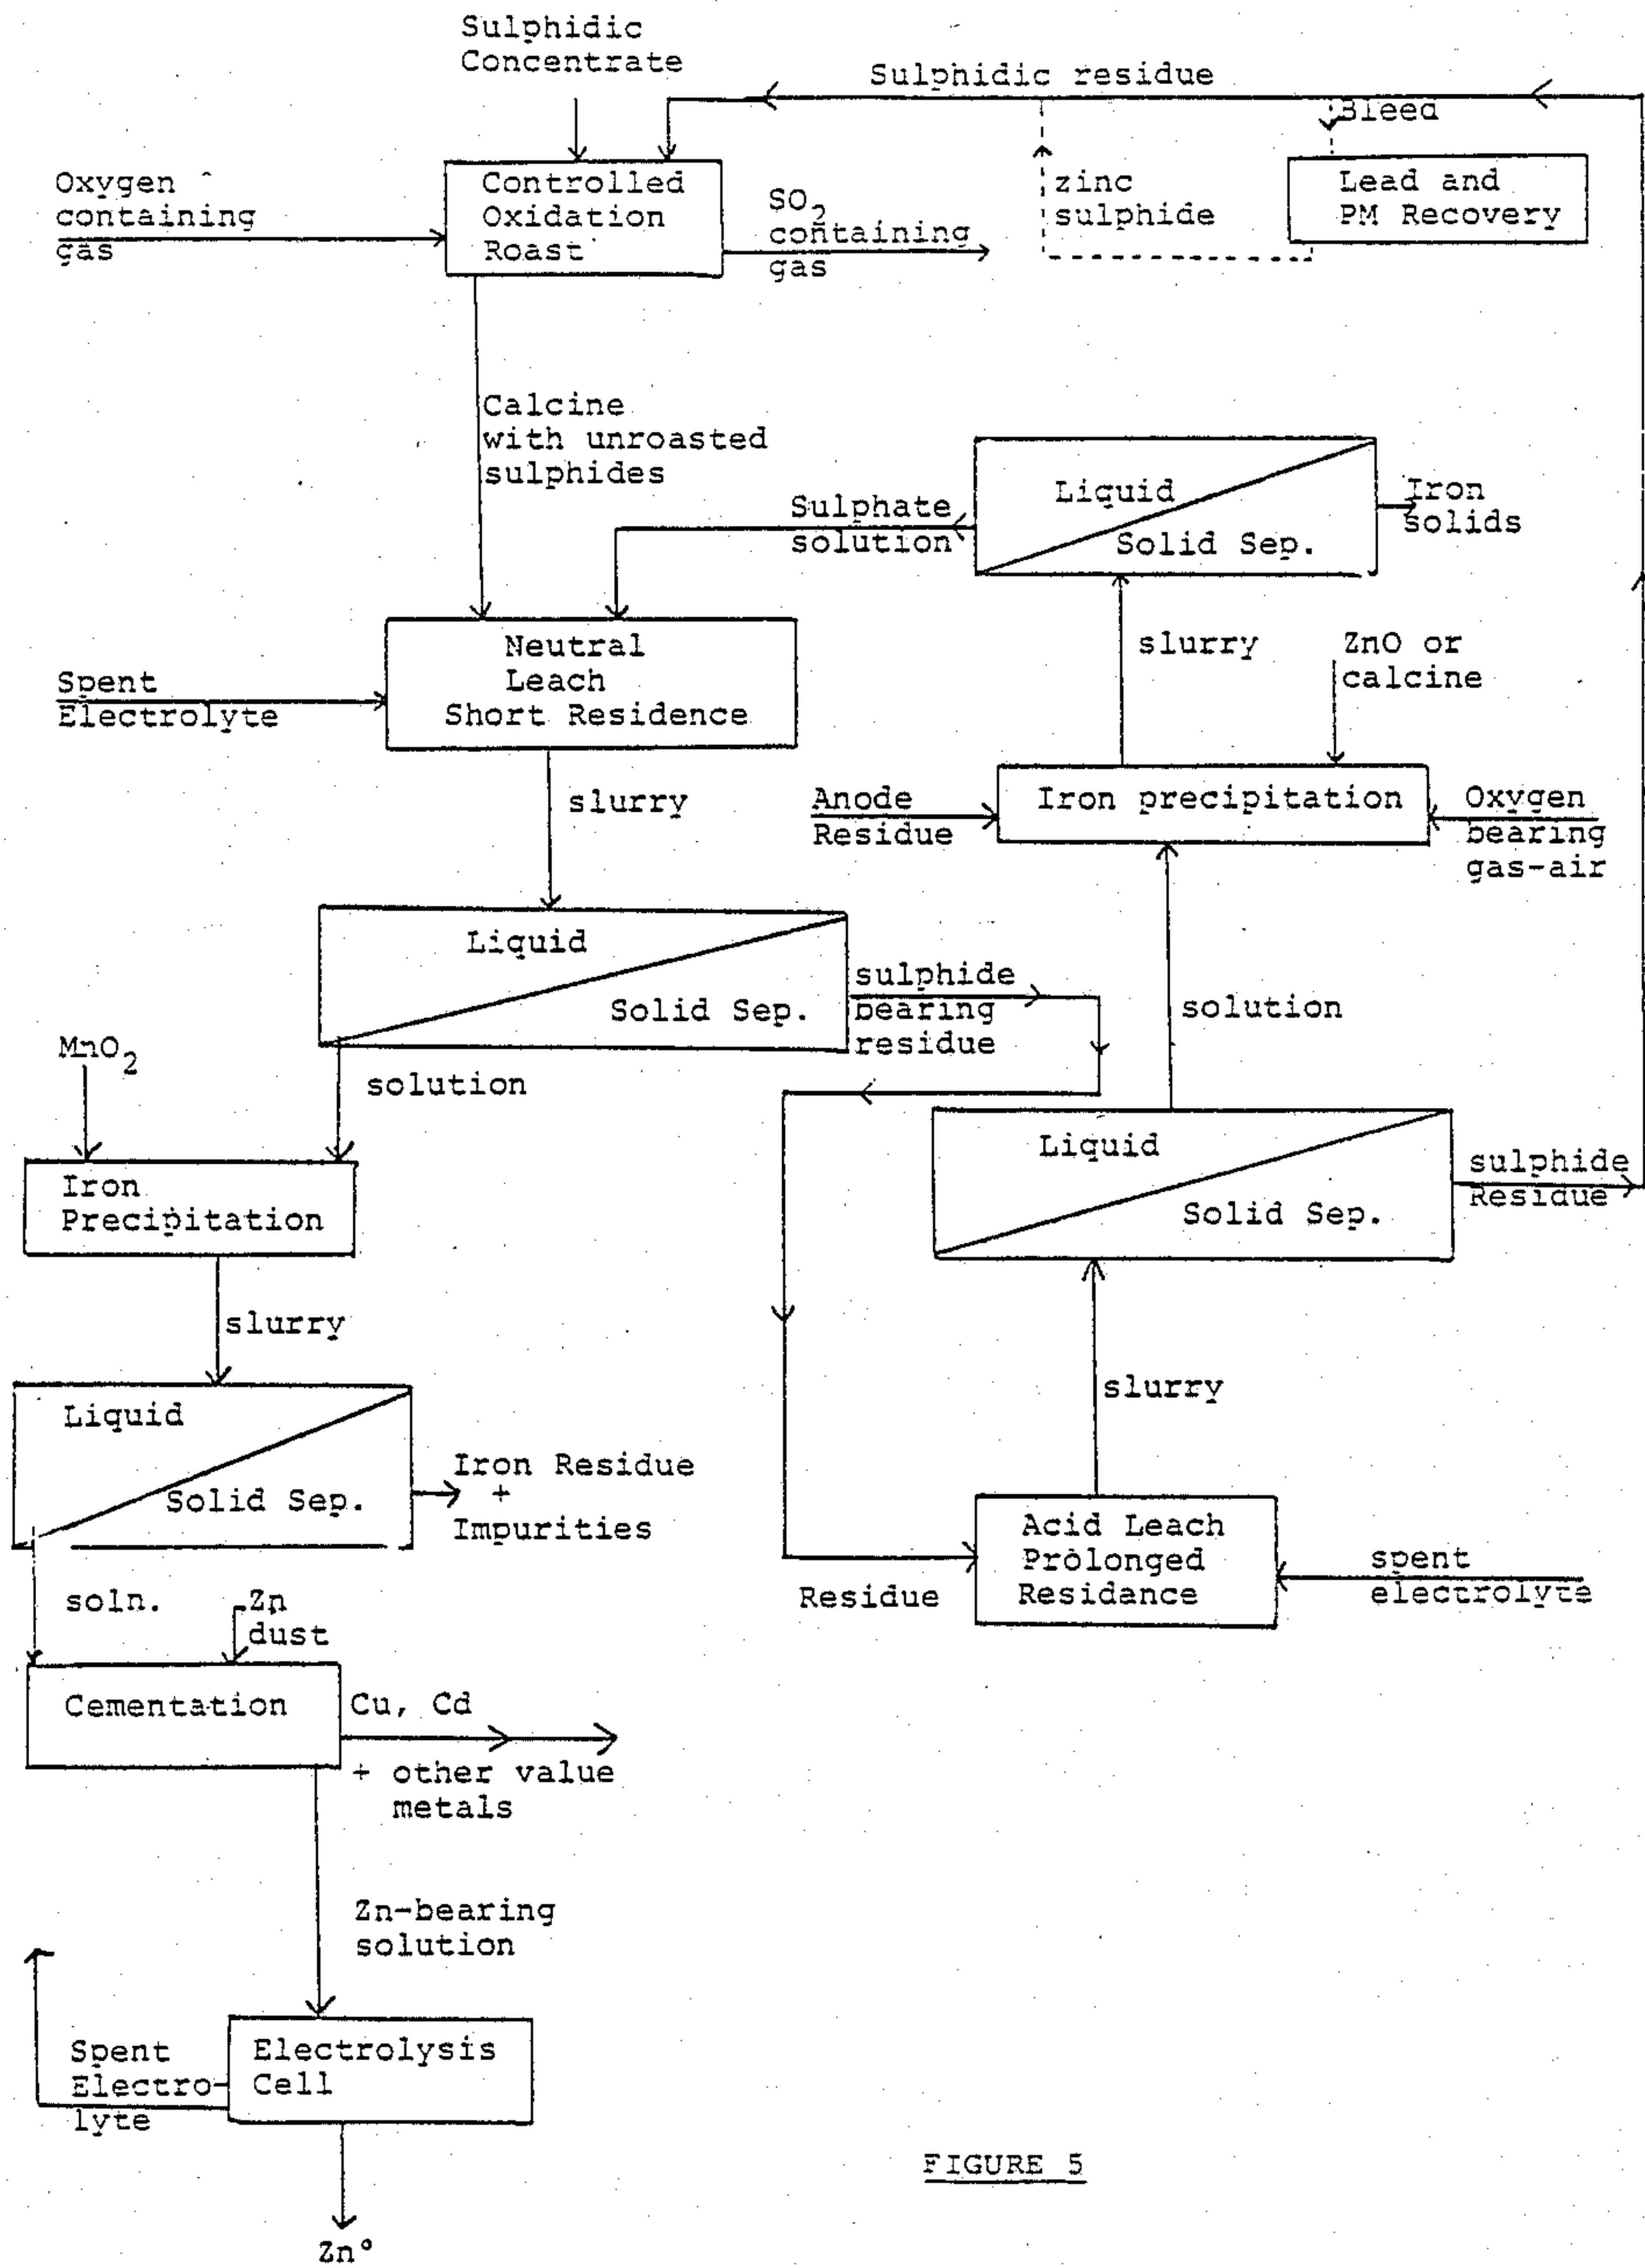 Sulphidic
Concentrate
Sulphidic residue
Bleed
Oxygen
containing
gas
Controlled
Oxidation
Roast
SO2
containing
gas
zinc
sulphide
Lead and
PM Recovery
Calcine
with unroasted
sulphides
Sulphate
solution
Liquid
Solid Sep.
Iron
solids
Neutral
Leach
Short Residence
Spent
Electrolyte
slurry
ZnO or
calcine
slurry
Anode
Residue
Iron precipitation
Oxygen
bearing
gas-air
Liquid
Solid Sep.
sulphide
bearing
residue
solution
MnO2
solution
Liquid
Solid Sep.
sulphide
Residue
Iron
Precipitation
slurry
slurry
Liquid
Solid Sep.
Iron Residue
+
Impurities
Acid Leach
Prolonged
Residance
Residue
spent
electrolyte
soln.
Zn
dust
Cementation
Cu, Cd
+ other value
metals
Zn-bearing
solution
Spent
Electro-
lyte
Electrolysis
Cell
FIGURE 5
Zn°